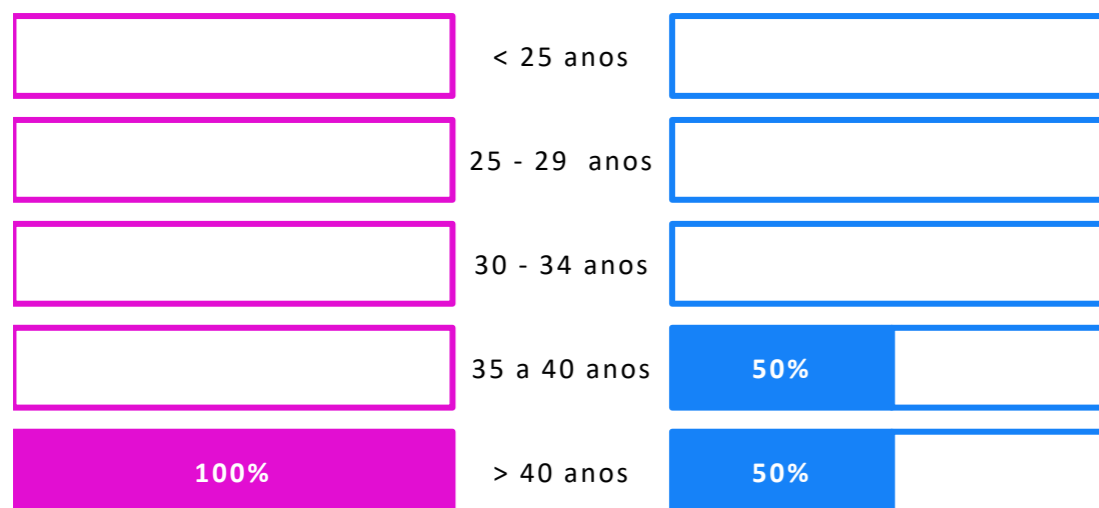 < 25 anos
25 - 29  anos
30 - 34 anos
35 a 40 anos 50%
100% > 40 anos 50%